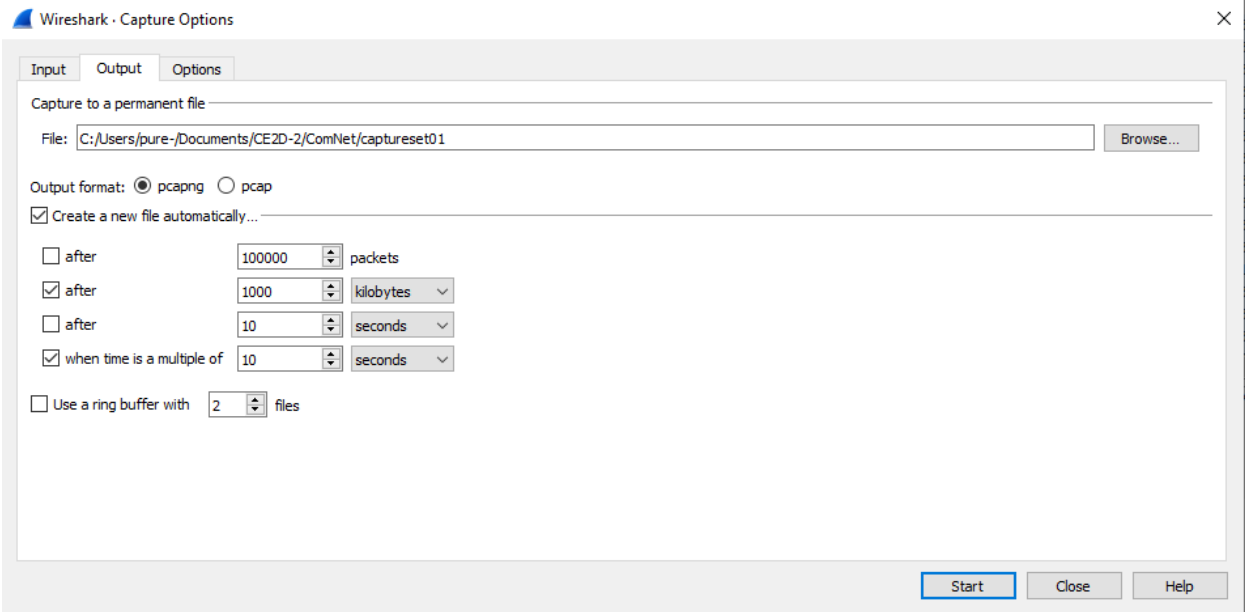 Wireshark · Capture Options
Input Output Options
Capture to a permanent file
File: C:/Users/pure-/Documents/CE2D-2/ComNet/captureset01 Browse...
Output format: pcapng pcap
Create a new file automatically...
after 100000 packets
after 1000 kilobytes
after 10 seconds
when time is a multiple of 10 seconds
Use a ring buffer with 2 files
Start Close Help